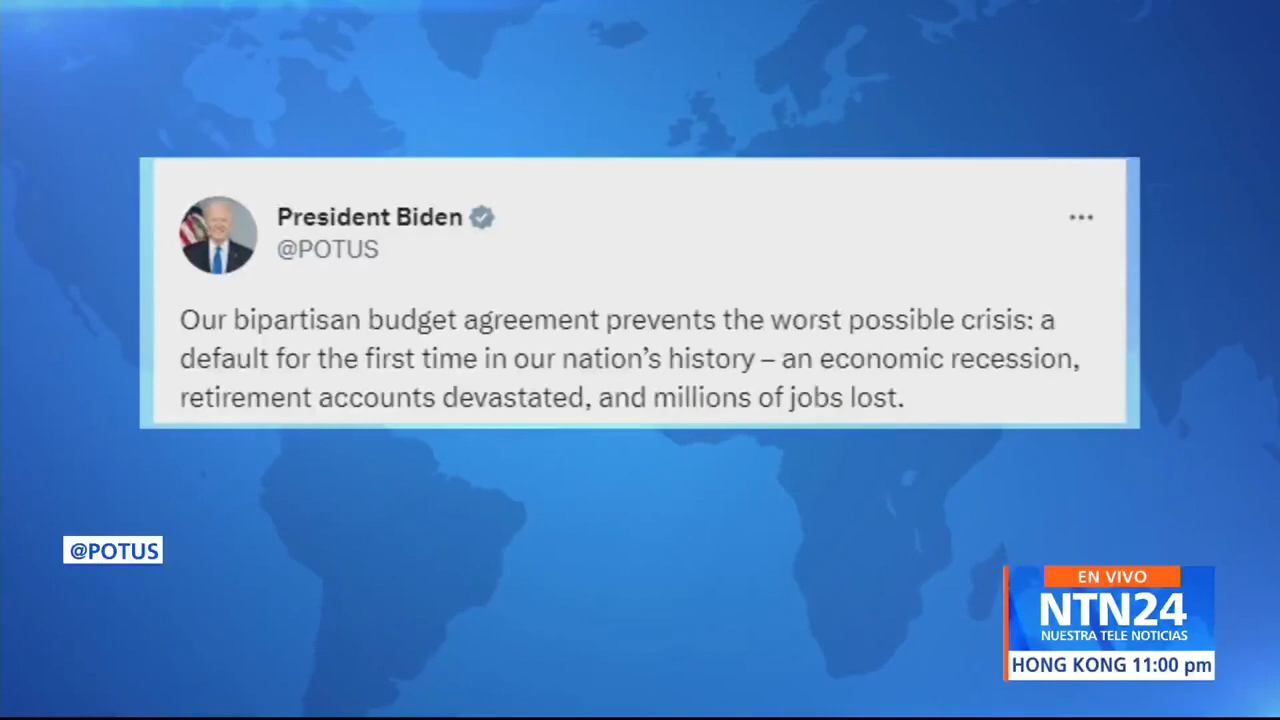 President Biden
@POTUS
Our bipartisan budget agreement prevents the worst possible crisis: a
default for the first time in our nation’s history – an economic recession,
retirement accounts devastated, and millions of jobs lost.
@POTUS
EN VIVO
NTN24
NUESTRA TELE NOTICIAS
HONG KONG 11:00 pm